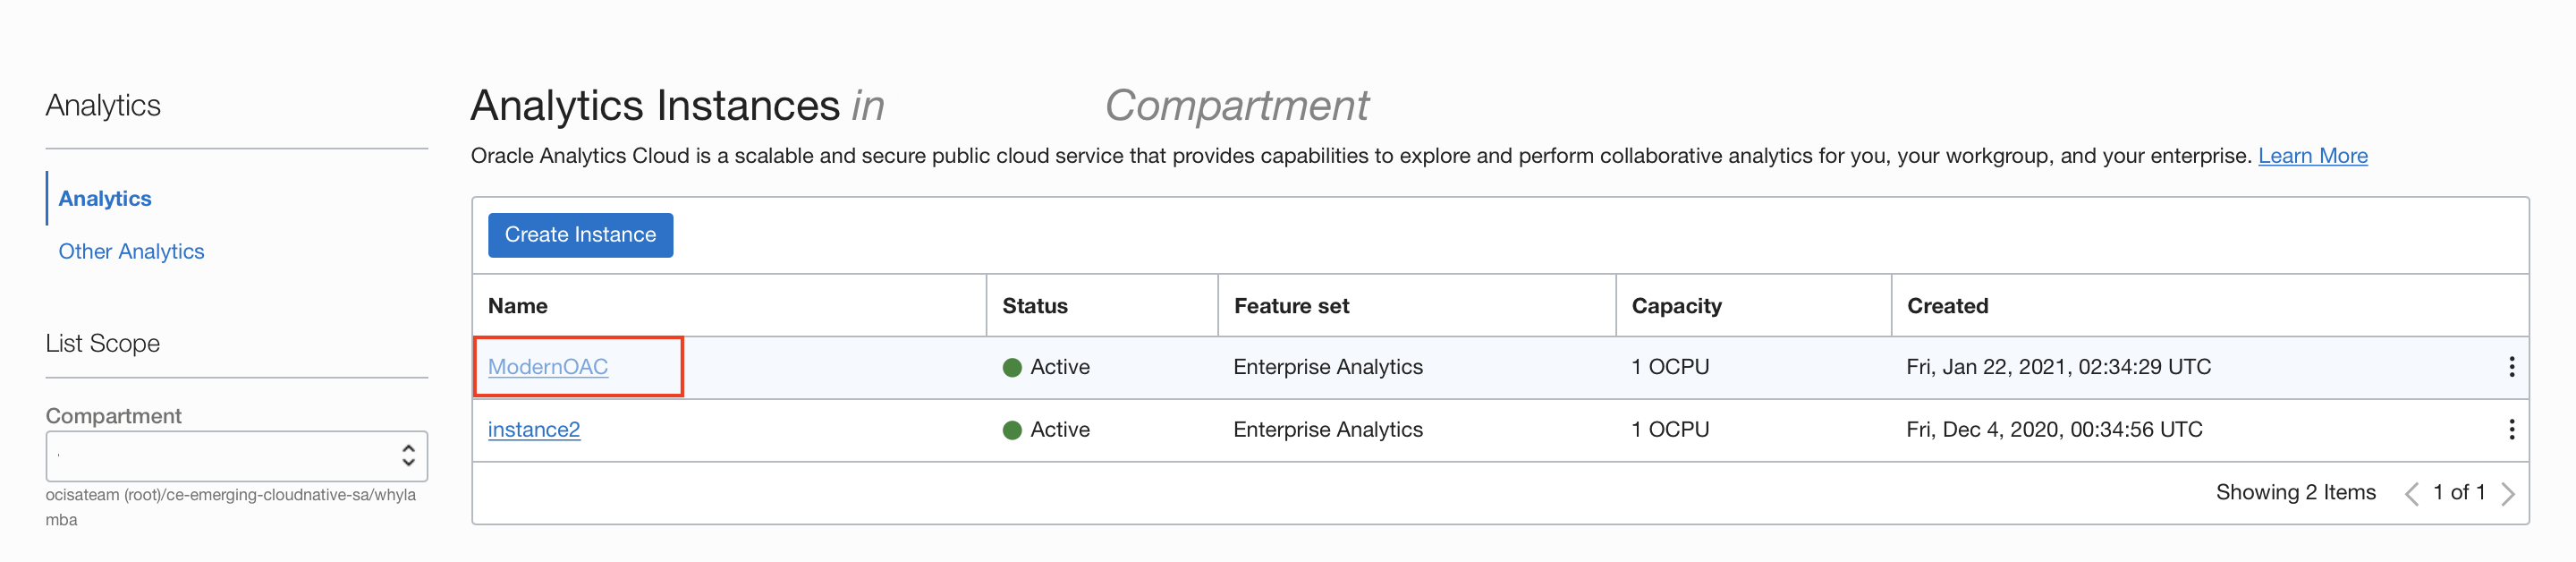 Analytics
Analytics
Other Analytics
List Scope
Compartment
ocisateam (root)/ce-emerging-cloudnative-sa/whyla
mba
Analytics Instances in Compartment
Oracle Analytics Cloud is a scalable and secure public cloud service that provides capabilities to explore and perform collaborative analytics for you, your workgroup, and your enterprise. Learn More
Create Instance
Name Status Feature set Capacity Created
ModernOAC Active Enterprise Analytics 1 OCPU Fri, Jan 22, 2021, 02:34:29 UTC
instance2 Active Enterprise Analytics 1 OCPU Fri, Dec 4, 2020, 00:34:56 UTC
Showing 2 Items 1 of 1